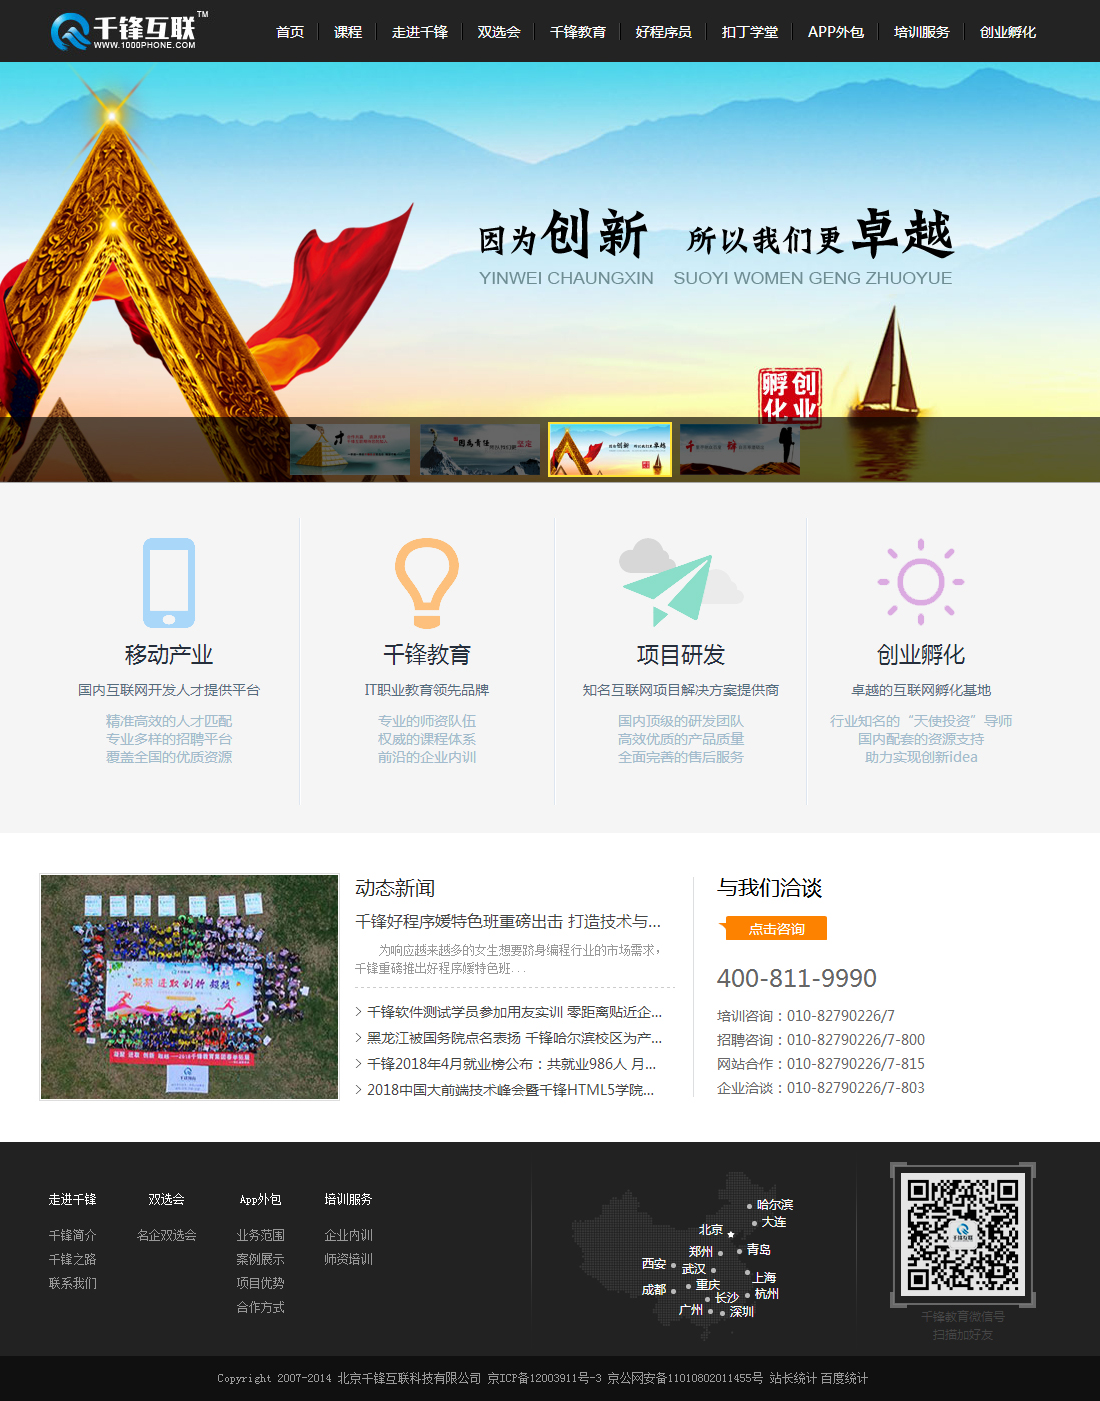 千锋互联 TM
WWW.1000PHONE.COM
首页 课程 走进千锋 双选会 千锋教育 好程序员 扣丁学堂 APP外包 培训服务 创业孵化
因为创新 所以我们更卓越
YINWEI CHAUNGXIN SUOYI WOMEN GENG ZHUOYUE
创业孵化
移动产业
国内互联网开发人才提供平台
精准高效的人才匹配
专业多样的招聘平台
覆盖全国的优质资源
千锋教育
IT职业教育领先品牌
专业的师资队伍
权威的课程体系
前沿的企业内训
项目研发
知名互联网项目解决方案提供商
国内顶级的研发团队
高效优质的产品质量
全面完善的售后服务
创业孵化
卓越的互联网孵化基地
行业知名的“天使投资”导师
国内配套的资源支持
助力实现创新idea
动态新闻
千锋好程序媛特色班重磅出击 打造技术与...
为响应越来越多的女生想要跻身编程行业的市场需求，
千锋重磅推出好程序媛特色班...
千锋软件测试学员参加用友实训 零距离贴近企...
黑龙江被国务院点名表扬 千锋哈尔滨校区为产...
千锋2018年4月就业榜公布：共就业986人 月...
2018中国大前端技术峰会暨千锋HTML5学院...
与我们洽谈
点击咨询
400-811-9990
培训咨询：010-82790226/7
招聘咨询：010-82790226/7-800
网站合作：010-82790226/7-815
企业洽谈：010-82790226/7-803
走进千锋
千锋简介
千锋之路
联系我们
双选会
名企双选会
App外包
业务范围
案例展示
项目优势
合作方式
培训服务
企业内训
师资培训
哈尔滨
大连
北京
青岛
郑州
西安
武汉
上海
成都
重庆
杭州
长沙
广州
深圳
千锋互联
千锋教育微信号
扫描加好友
Copyright 2007-2014 北京千锋互联科技有限公司 京ICP备12003911号-3 京公网安备11010802011455号 站长统计 百度统计